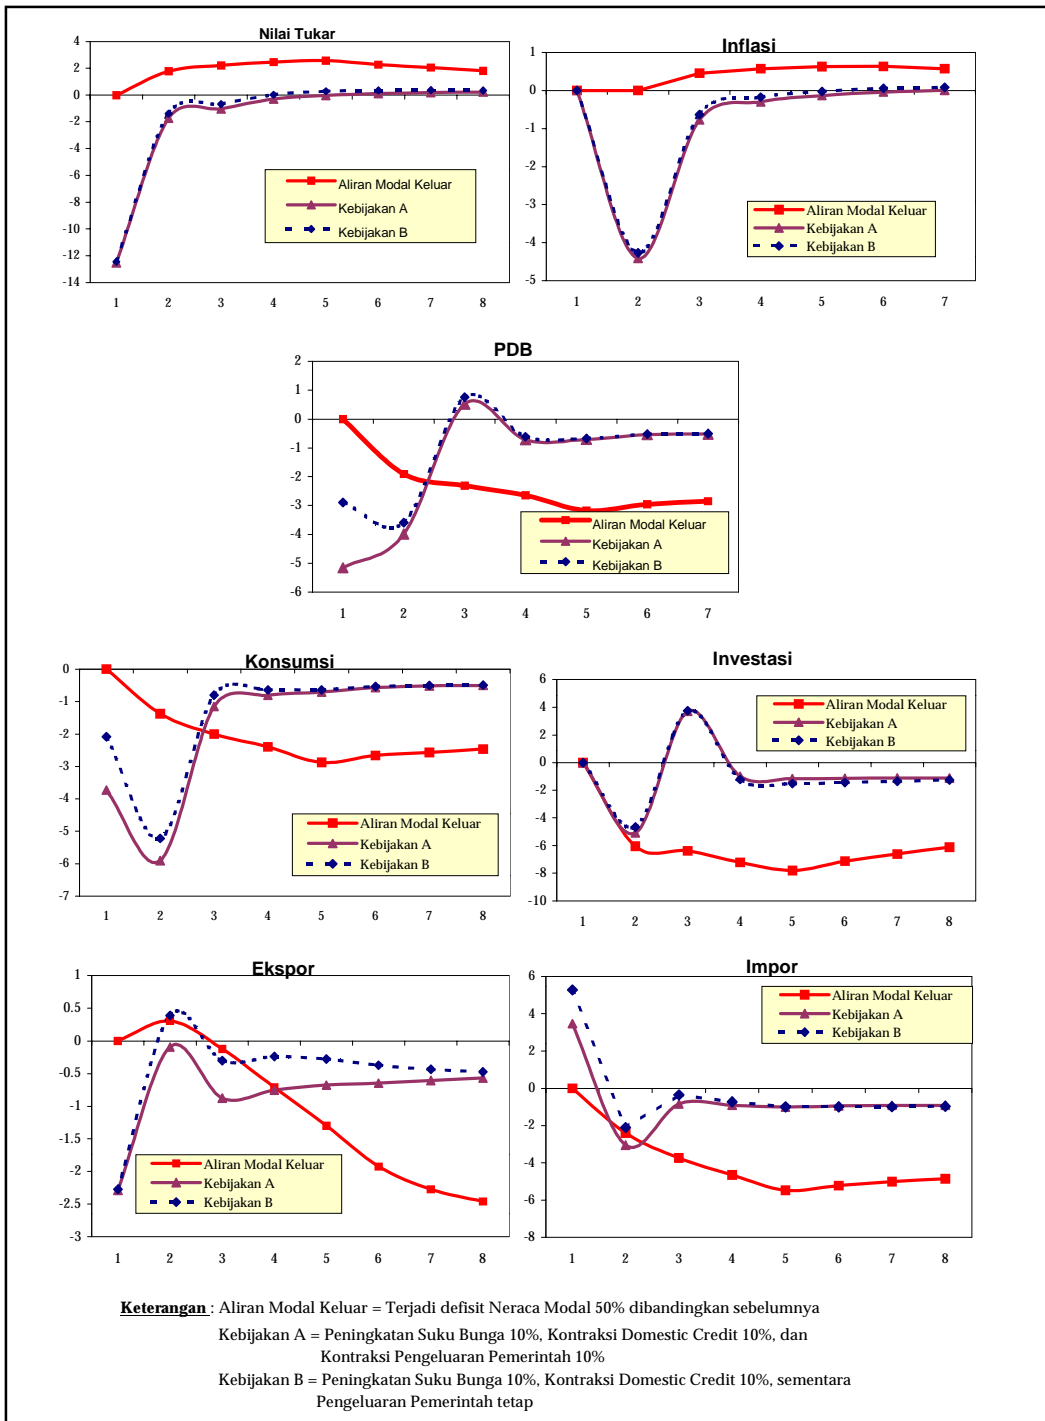 Nilai Tukar
4
2
0
-2
-4
-6
-8
-10
-12
-14
1 2 3 4 5 6 7 8
Aliran Modal Keluar
Kebijakan A
Kebijakan B
Inflasi
1
0
-1
-2
-3
-4
-5
1 2 3 4 5 6 7
Aliran Modal Keluar
Kebijakan A
Kebijakan B
PDB
2
1
0
-1
-2
-3
-4
-5
-6
1 2 3 4 5 6 7
Aliran Modal Keluar
Kebijakan A
Kebijakan B
Konsumsi
0
-1
-2
-3
-4
-5
-6
-7
1 2 3 4 5 6 7 8
Aliran Modal Keluar
Kebijakan A
Kebijakan B
Investasi
6
4
2
0
-2
-4
-6
-8
-10
1 2 3 4 5 6 7 8
Aliran Modal Keluar
Kebijakan A
Kebijakan B
Ekspor
1
0.5
0
-0.5
-1
-1.5
-2
-2.5
-3
1 2 3 4 5 6 7 8
Aliran Modal Keluar
Kebijakan A
Kebijakan B
Impor
6
4
2
0
-2
-4
-6
-8
1 2 3 4 5 6 7 8
Aliran Modal Keluar
Kebijakan A
Kebijakan B
Keterangan : Aliran Modal Keluar = Terjadi defisit Neraca Modal 50% dibandingkan sebelumnya
Kebijakan A = Peningkatan Suku Bunga 10%, Kontraksi Domestic Credit 10%, dan
Kontraksi Pengeluaran Pemerintah 10%
Kebijakan B = Peningkatan Suku Bunga 10%, Kontraksi Domestic Credit 10%, sementara
Pengeluaran Pemerintah tetap